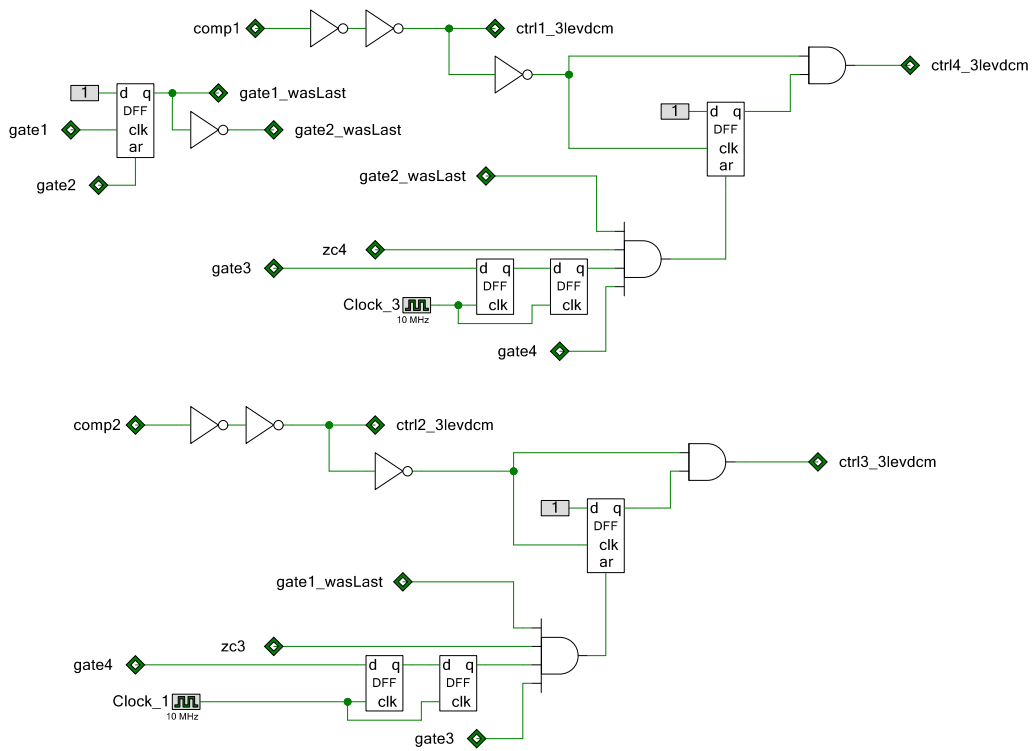 comp1
ctrl1_3levdcm
ctrl4_3levdcm
1
d q
DFF
clk
ar
gate1_wasLast
gate1
gate2_wasLast
gate2
1
d q
DFF
clk
ar
gate2_wasLast
zc4
gate3
d q
DFF
clk
d q
DFF
clk
Clock_3
10 MHz
gate4
comp2
ctrl2_3levdcm
ctrl3_3levdcm
1
d q
DFF
clk
ar
gate1_wasLast
zc3
gate4
d q
DFF
clk
d q
DFF
clk
Clock_1
10 MHz
gate3